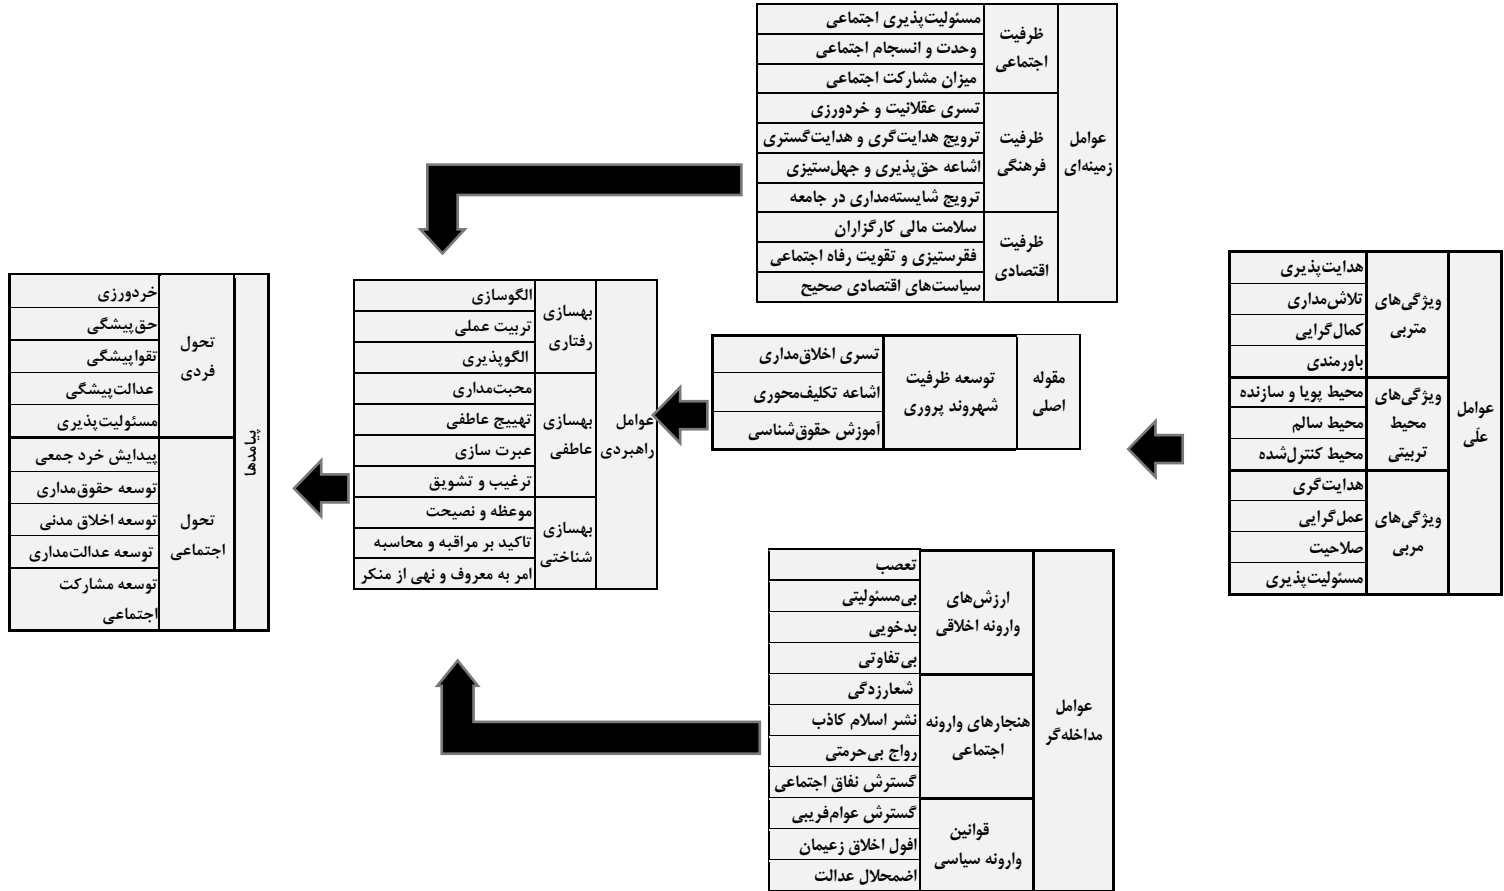 عوامل
زمینه‌ای
ظرفیت
اجتماعی
مسئولیت‌پذیری اجتماعی
وحدت و انسجام اجتماعی
میزان مشارکت اجتماعی
ظرفیت
فرهنگی
تسری عقلانیت و خردورزی
ترویج هدایت‌گری و هدایت‌گستری
اشاعه حق‌پذیری و جهل‌ستیزی
ترویج شایسته‌مداری در جامعه
ظرفیت
اقتصادی
سلامت مالی کارگزاران
فقرستیزی و تقویت رفاه اجتماعی
سیاست‌های اقتصادی صحیح
عوامل
علّی
ویژگی‌های
متربی
هدایت‌پذیری
تلاش‌مداری
کمال‌گرایی
باورمندی
ویژگی‌های
محیط
تربیتی
محیط پویا و سازنده
محیط سالم
محیط کنترل‌شده
ویژگی‌های
مربی
هدایت‌گری
عمل‌گرایی
صلاحیت
مسئولیت‌پذیری
مقوله
اصلی
توسعه ظرفیت
شهروند پروری
تسری اخلاق‌مداری
اشاعه تکلیف‌محوری
آموزش حقوق‌شناسی
عوامل
مداخله‌گر
ارزش‌های
وارونه اخلاقی
تعصب
بی‌مسئولیتی
بدخویی
بی‌تفاوتی
هنجارهای وارونه
اجتماعی
شعارزدگی
نشر اسلام کاذب
رواج بی‌حرمتی
گسترش نفاق اجتماعی
قوانین
وارونه سیاسی
گسترش عوام‌فریبی
افول اخلاق زعیمان
اضمحلال عدالت
عوامل
راهبردی
بهسازی
رفتاری
الگوسازی
تربیت عملی
الگوپذیری
بهسازی
عاطفی
محبت‌مداری
تهییج عاطفی
عبرت سازی
ترغیب و تشویق
بهسازی
شناختی
موعظه و نصیحت
تاکید بر مراقبه و محاسبه
امر به معروف و نهی از منکر
پیامدها
تحول
فردی
خردورزی
حق‌پیشگی
تقواپیشگی
عدالت‌پیشگی
مسئولیت‌پذیری
تحول
اجتماعی
پیدایش خرد جمعی
توسعه حقوق‌مداری
توسعه اخلاق مدنی
توسعه عدالت‌مداری
توسعه مشارکت
اجتماعی